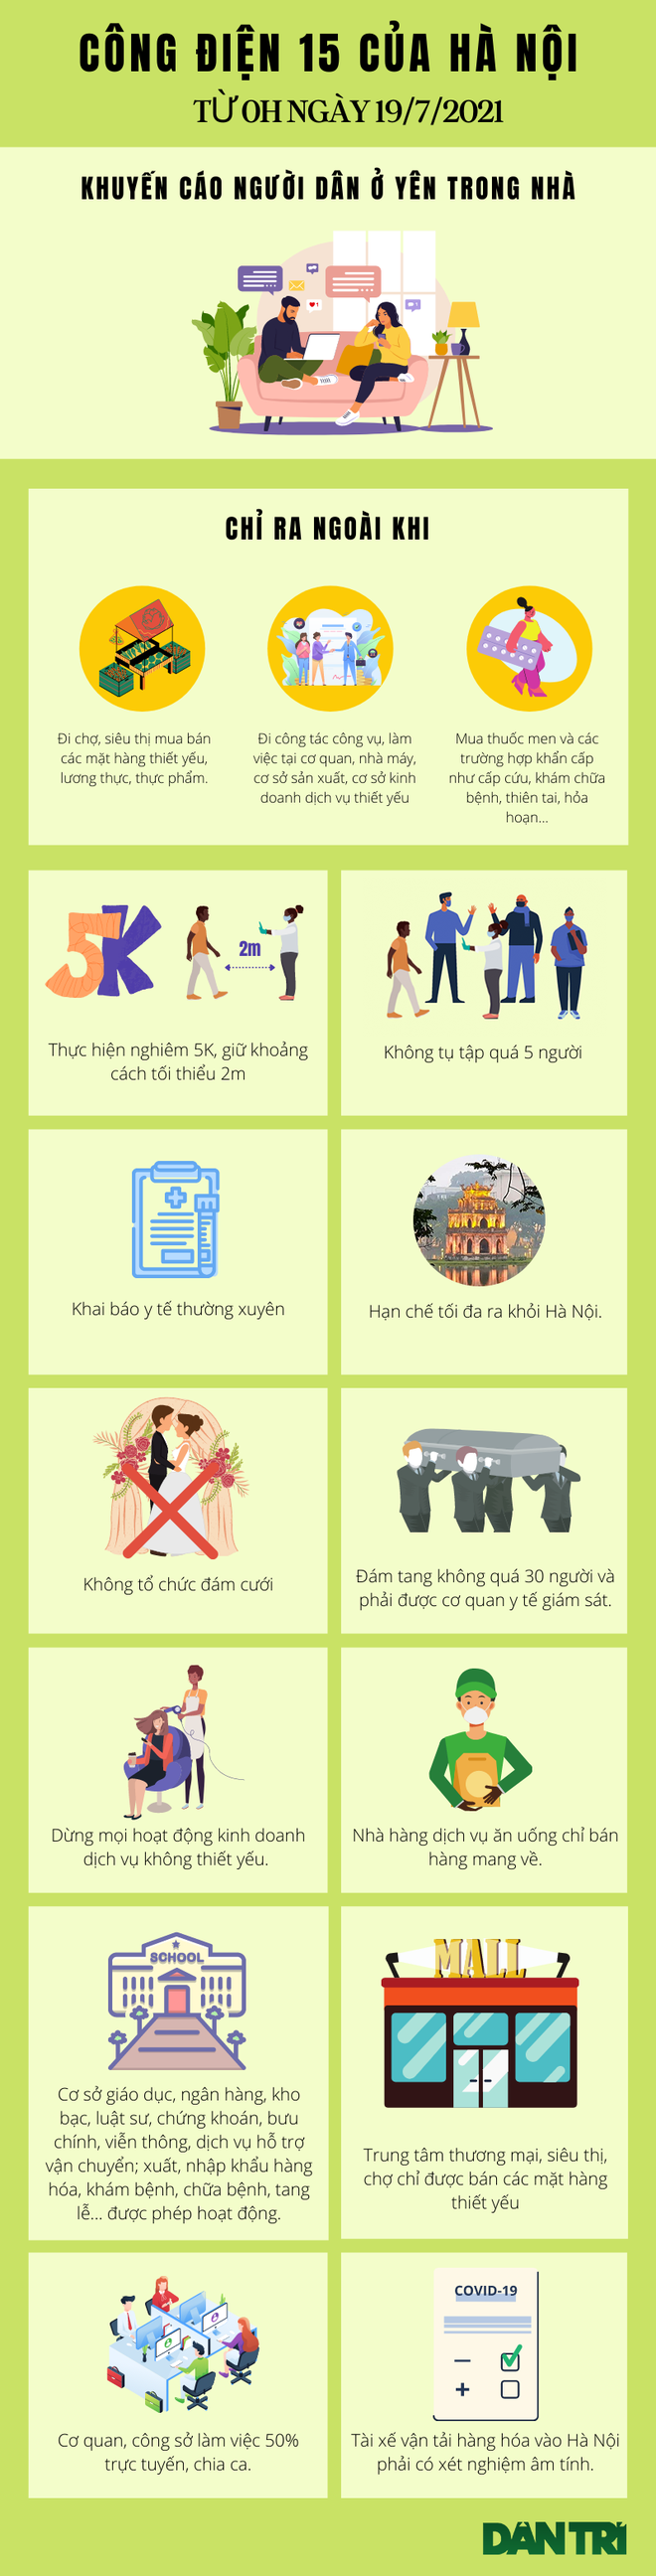 CÔNG ĐIỆN 15 CỦA HÀ NỘI
TỪ 0H NGÀY 19/7/2021
KHUYẾN CÁO NGƯỜI DÂN Ở YÊN TRONG NHÀ
CHỈ RA NGOÀI KHI
Đi chợ, siêu thị mua bán
các mặt hàng thiết yếu,
lương thực, thực phẩm.
Đi công tác công vụ, làm
việc tại cơ quan, nhà máy,
cơ sở sản xuất, cơ sở kinh
doanh dịch vụ thiết yếu
Mua thuốc men và các
trường hợp khẩn cấp
như cấp cứu, khám chữa
bệnh, thiên tai, hỏa
hoạn...
5K
2m
Thực hiện nghiêm 5K, giữ khoảng
cách tối thiểu 2m
Không tụ tập quá 5 người
Khai báo y tế thường xuyên
Hạn chế tối đa ra khỏi Hà Nội.
Không tổ chức đám cưới
Đám tang không quá 30 người và
phải được cơ quan y tế giám sát.
Dừng mọi hoạt động kinh doanh
dịch vụ không thiết yếu.
Nhà hàng dịch vụ ăn uống chỉ bán
hàng mang về.
SCHOOL
Cơ sở giáo dục, ngân hàng, kho
bạc, luật sư, chứng khoán, bưu
chính, viễn thông, dịch vụ hỗ trợ
vận chuyển; xuất, nhập khẩu hàng
hóa, khám bệnh, chữa bệnh, tang
lễ... được phép hoạt động.
MALL
Trung tâm thương mại, siêu thị,
chợ chỉ được bán các mặt hàng
thiết yếu
Cơ quan, công sở làm việc 50%
trực tuyến, chia ca.
COVID-19
Tài xế vận tải hàng hóa vào Hà Nội
phải có xét nghiệm âm tính.
DÂN TRÍ